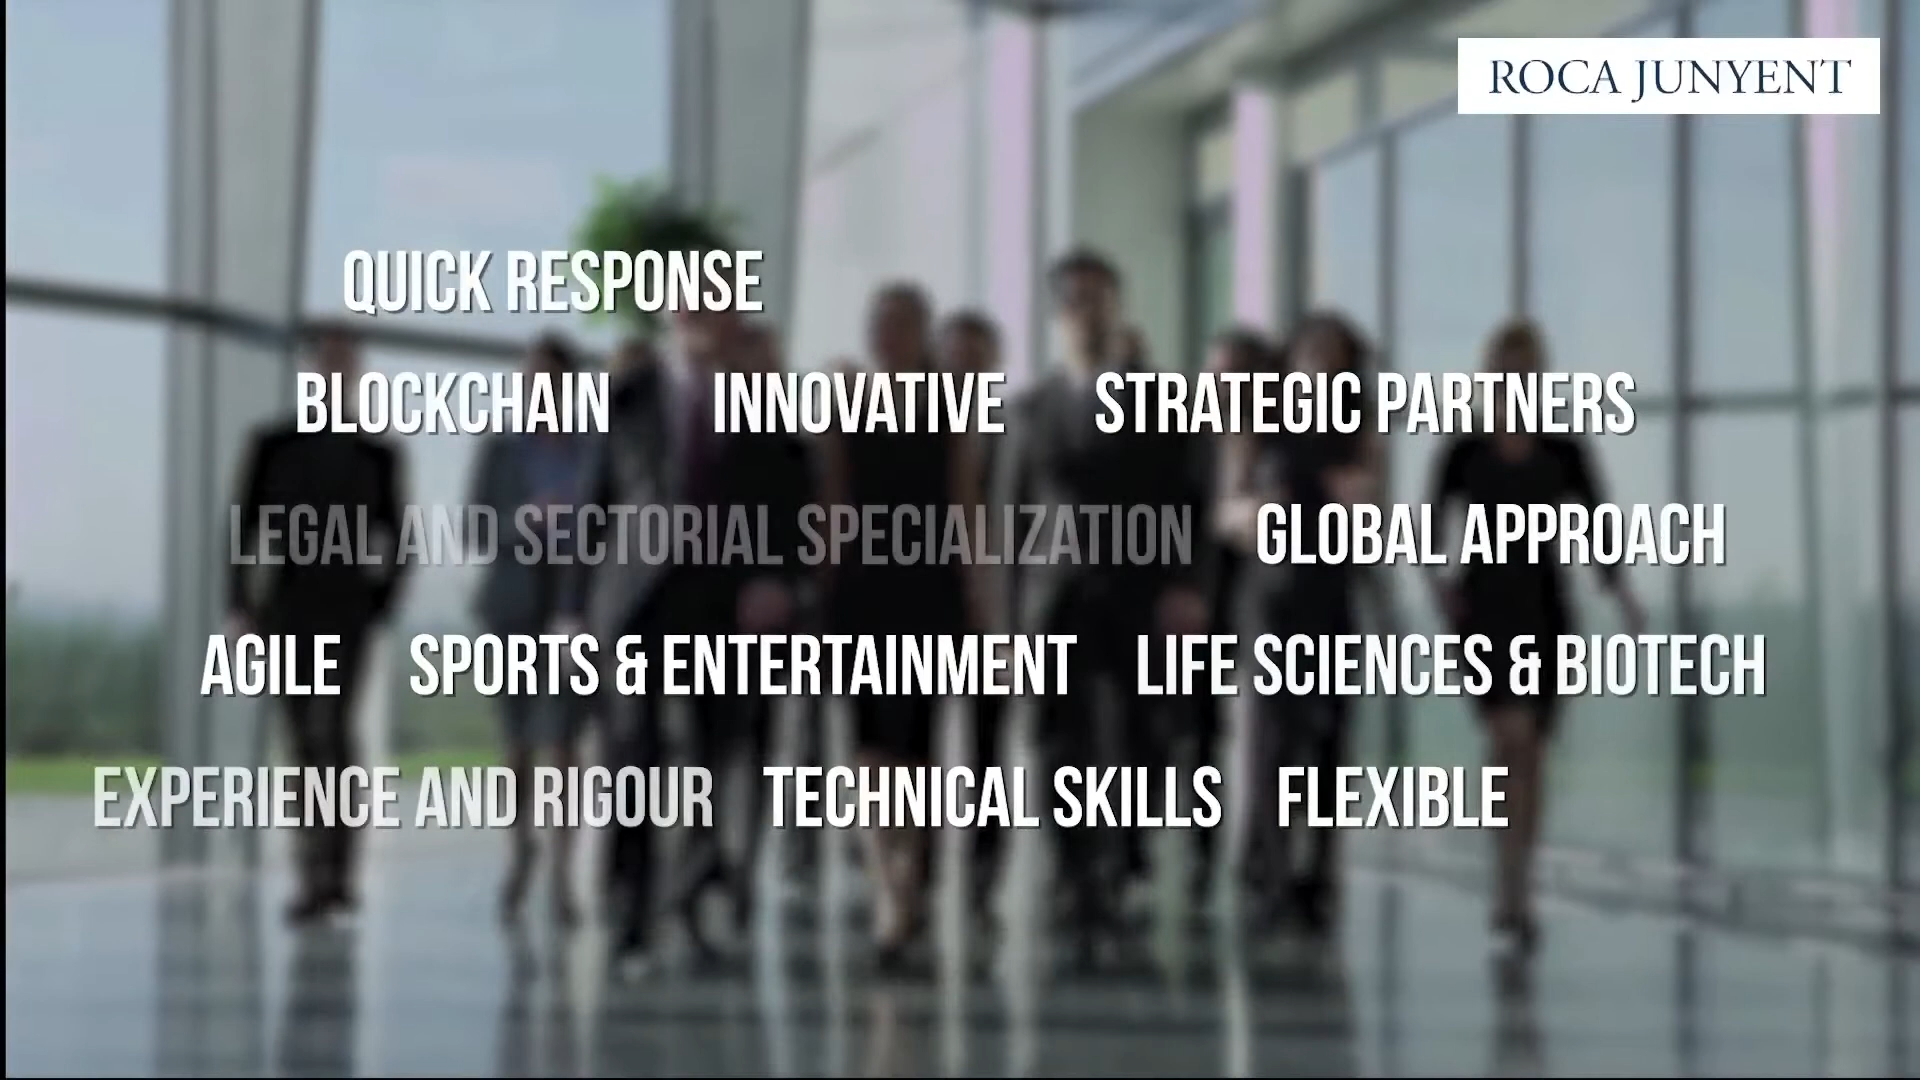 ROCA JUNYENT
QUICK RESPONSE
BLOCKCHAIN INNOVATIVE STRATEGIC PARTNERS
LEGAL AND SECTORIAL SPECIALIZATION GLOBAL APPROACH
AGILE SPORTS & ENTERTAINMENT LIFE SCIENCES & BIOTECH
EXPERIENCE AND RIGOUR TECHNICAL SKILLS FLEXIBLE